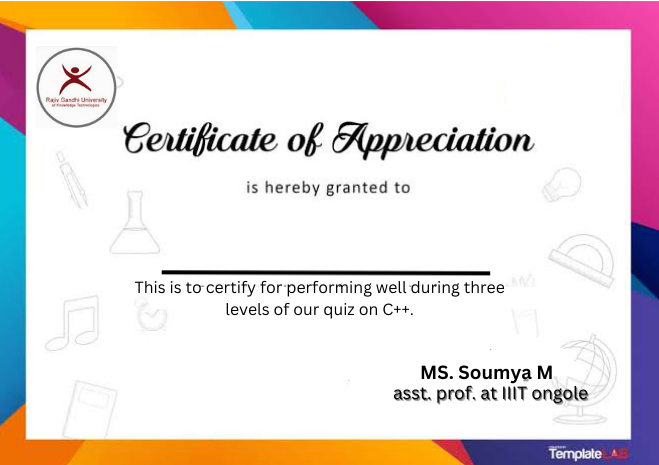 Rajiv Gandhi University
of Knowledge Technologies
Certificate of Appreciation
is hereby granted to
This is to certify for performing well during three
levels of our quiz on C++.
MS. Soumya M
asst. prof. at IIIT ongole
TemplateLAB